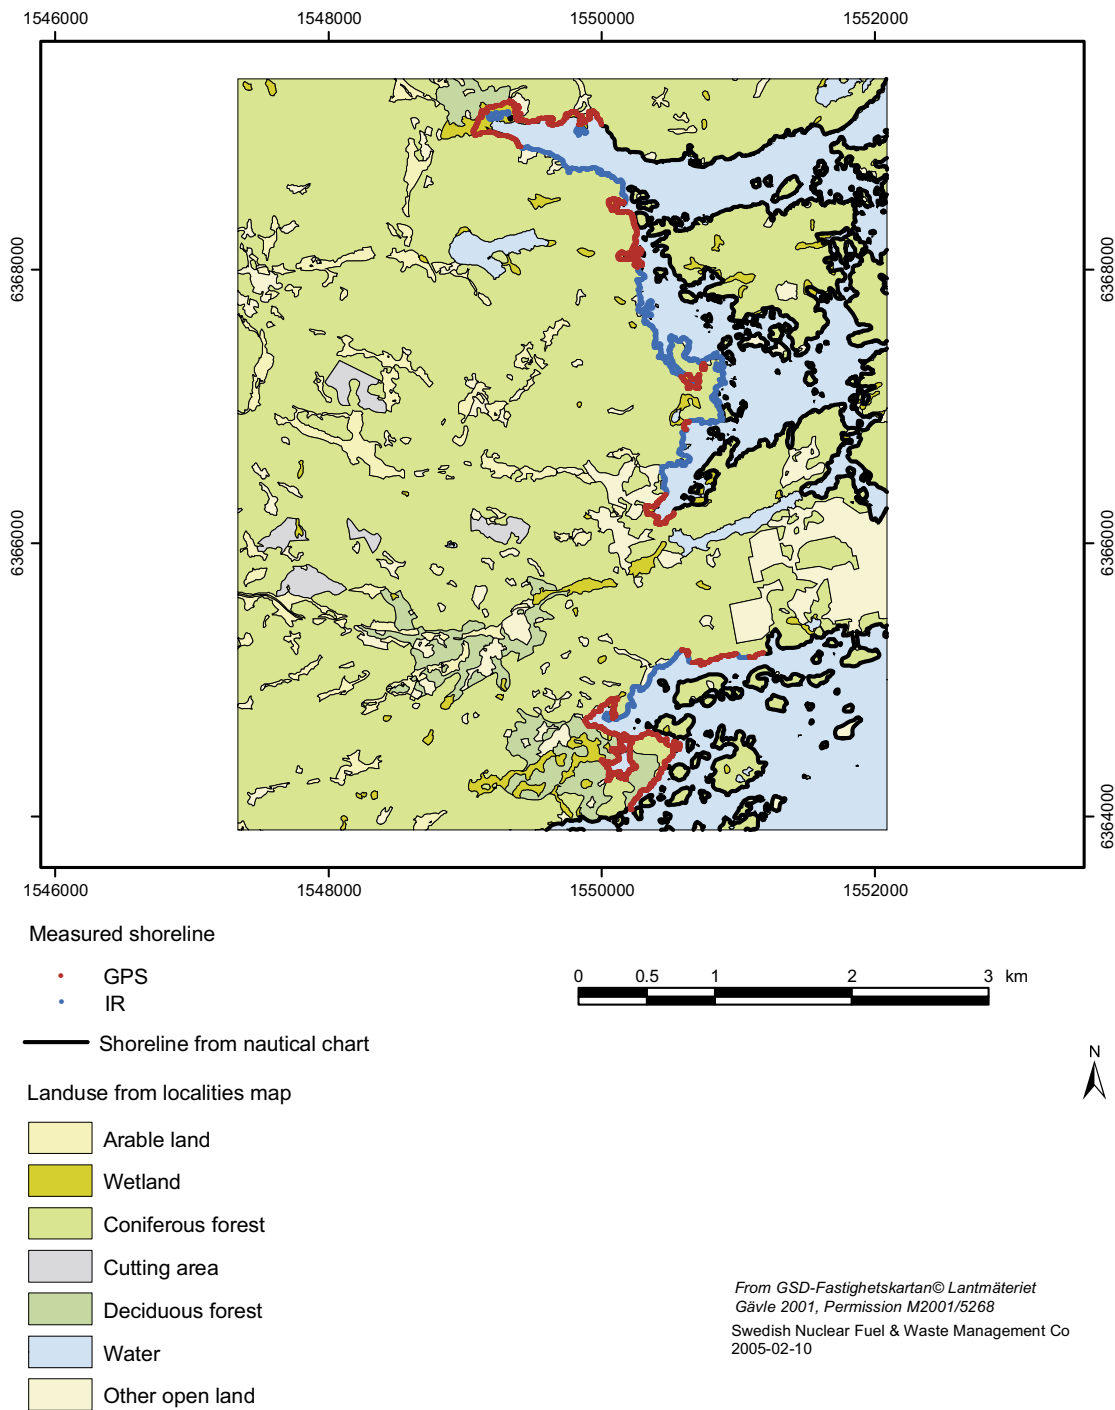 1546000 1548000 1550000 1552000
6368000 6368000
6366000 6366000
6364000
1546000 1548000 1550000 1552000
Measured shoreline
GPS
IR
Shoreline from nautical chart
0 0.5 1 2 3 km
N
Landuse from localities map
Arable land
Wetland
Coniferous forest
Cutting area
Deciduous forest
Water
Other open land
From GSD-Fastighetskartan© Lantmäteriet
Gävle 2001, Permission M2001/5268
Swedish Nuclear Fuel & Waste Management Co
2005-02-10